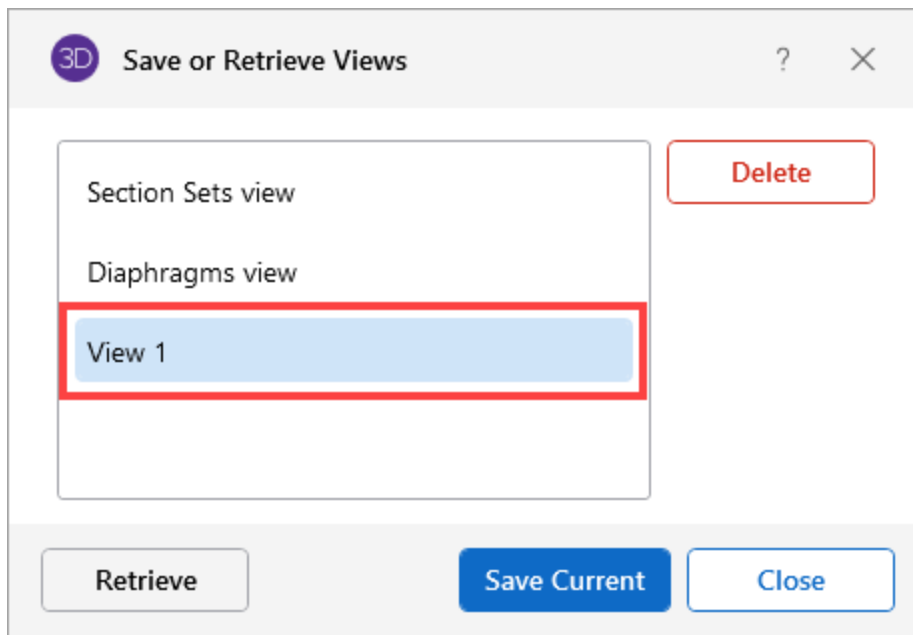 3D Save or Retrieve Views ?
Section Sets view
Delete
Diaphragms view
View 1
Retrieve Save Current Close